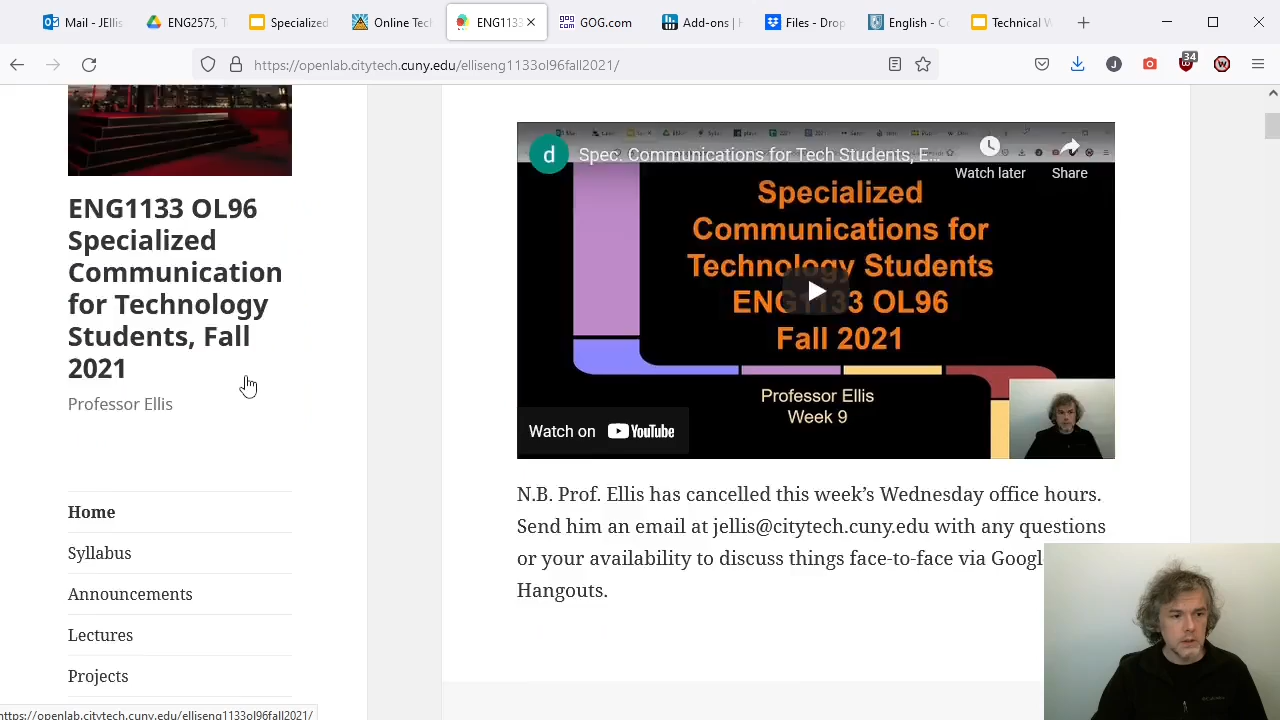 Mail - JEllis
ENG2575, T
Specialized
Online Tec
ENG1133
GOG.com
Add-ons | H
Files - Drop
English - C
Technical W
https://openlab.citytech.cuny.edu/elliseng1133ol96fall2021/
34
ENG1133 OL96
Specialized
Communication
for Technology
Students, Fall
2021
Professor Ellis
Home
Syllabus
Announcements
Lectures
Projects
d
Spec. Communications for Tech Students, E...
Watch later
Share
Specialized
Communications for
Technology Students
ENG1133 OL96
Fall 2021
Professor Ellis
Week 9
Watch on YouTube
N.B. Prof. Ellis has cancelled this week’s Wednesday office hours.
Send him an email at jellis@citytech.cuny.edu with any questions
or your availability to discuss things face-to-face via Googl
Hangouts.
https://openlab.citytech.cuny.edu/elliseng1133ol96fall2021/